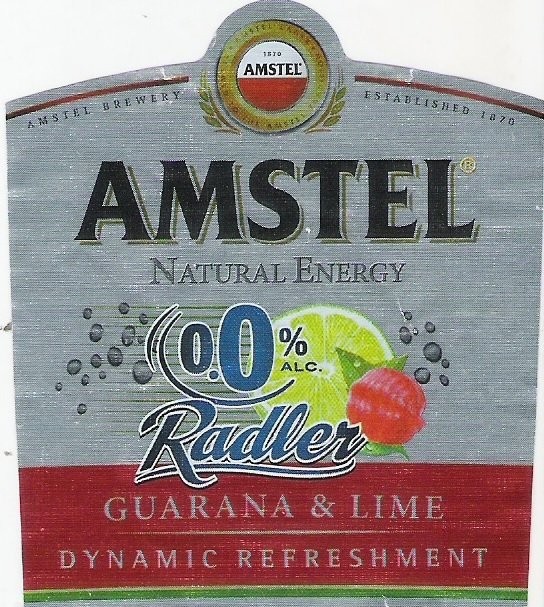 1870
AMSTEL
AMSTEL BREWERY
ESTABLISHED 1870
AMSTEL®
NATURAL ENERGY
0.0% ALC.
Radler
GUARANA & LIME
DYNAMIC REFRESHMENT